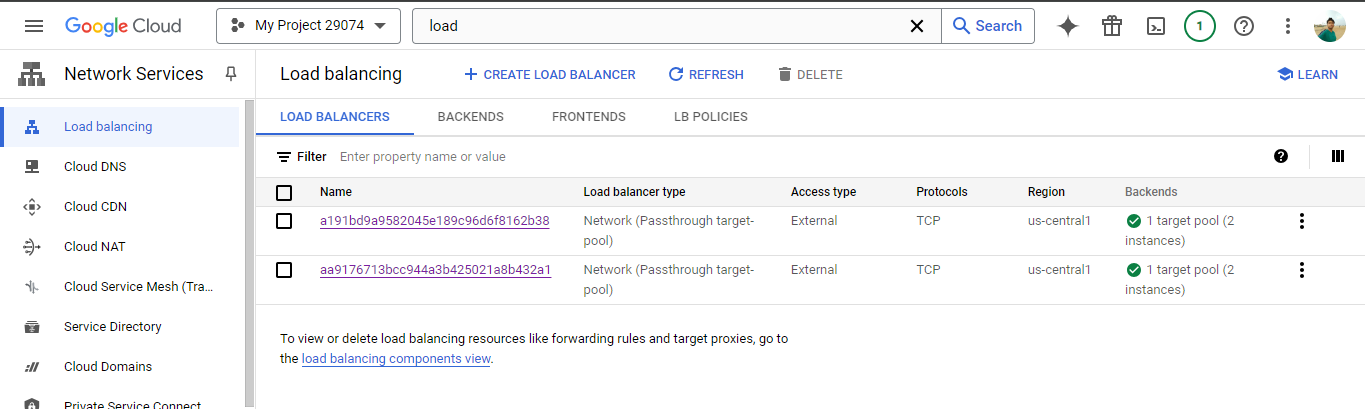 Google Cloud
My Project 29074
load
Search
1
Network Services
Load balancing
CREATE LOAD BALANCER
REFRESH
DELETE
LEARN
Load balancing
Cloud DNS
Cloud CDN
Cloud NAT
Cloud Service Mesh (Tra...
Service Directory
Cloud Domains
Private Service Connect
LOAD BALANCERS
BACKENDS
FRONTENDS
LB POLICIES
Filter Enter property name or value
Name Load balancer type Access type Protocols Region Backends
a191bd9a9582045e189c96d6f8162b38 Network (Passthrough target- External TCP us-central1 1 target pool (2
pool) instances)
aa9176713bcc944a3b425021a8b432a1 Network (Passthrough target- External TCP us-central1 1 target pool (2
pool) instances)
To view or delete load balancing resources like forwarding rules and target proxies, go to
the load balancing components view.